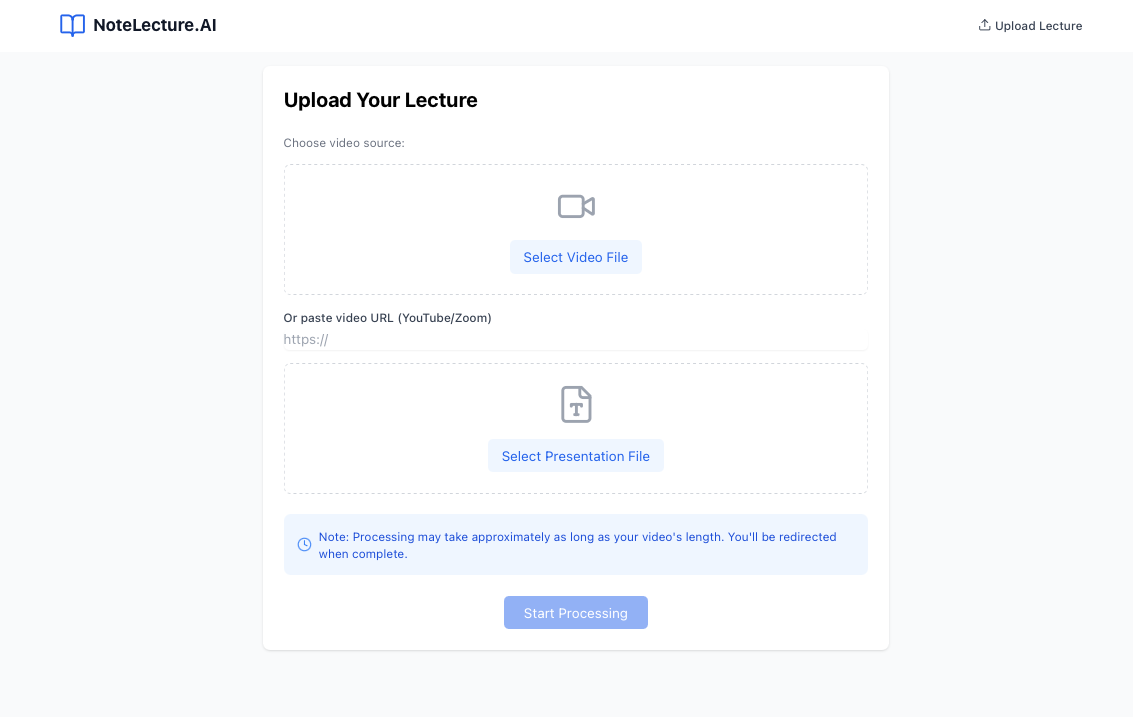 NoteLecture.AI
Upload Lecture
Upload Your Lecture
Choose video source:
Select Video File
Or paste video URL (YouTube/Zoom)
https://
T
Select Presentation File
Note: Processing may take approximately as long as your video's length. You'll be redirected
when complete.
Start Processing